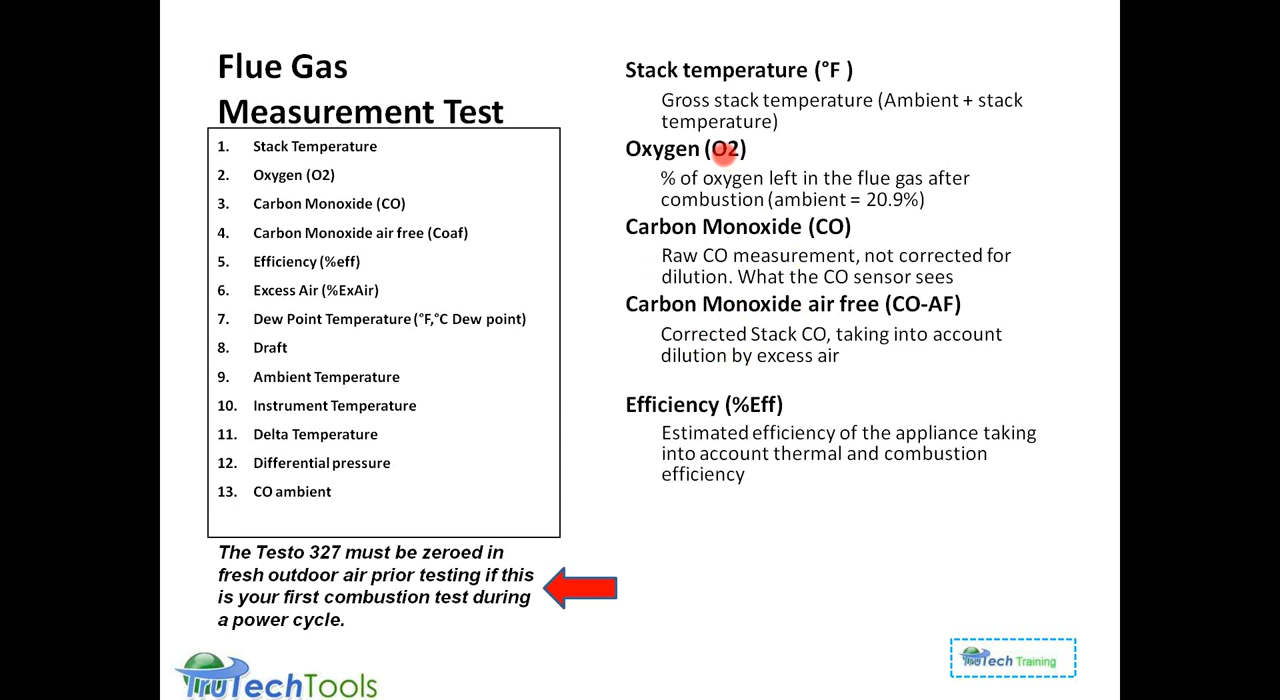 Flue Gas
Measurement Test
1. Stack Temperature
2. Oxygen (O2)
3. Carbon Monoxide (CO)
4. Carbon Monoxide air free (Coaf)
5. Efficiency (%eff)
6. Excess Air (%ExAir)
7. Dew Point Temperature (°F,°C Dew point)
8. Draft
9. Ambient Temperature
10. Instrument Temperature
11. Delta Temperature
12. Differential pressure
13. CO ambient
The Testo 327 must be zeroed in
fresh outdoor air prior testing if this
is your first combustion test during
a power cycle.
TruTechTools
Stack temperature (°F )
Gross stack temperature (Ambient + stack
temperature)
Oxygen (O2)
% of oxygen left in the flue gas after
combustion (ambient = 20.9%)
Carbon Monoxide (CO)
Raw CO measurement, not corrected for
dilution. What the CO sensor sees
Carbon Monoxide air free (CO-AF)
Corrected Stack CO, taking into account
dilution by excess air
Efficiency (%Eff)
Estimated efficiency of the appliance taking
into account thermal and combustion
efficiency
TruTech Training